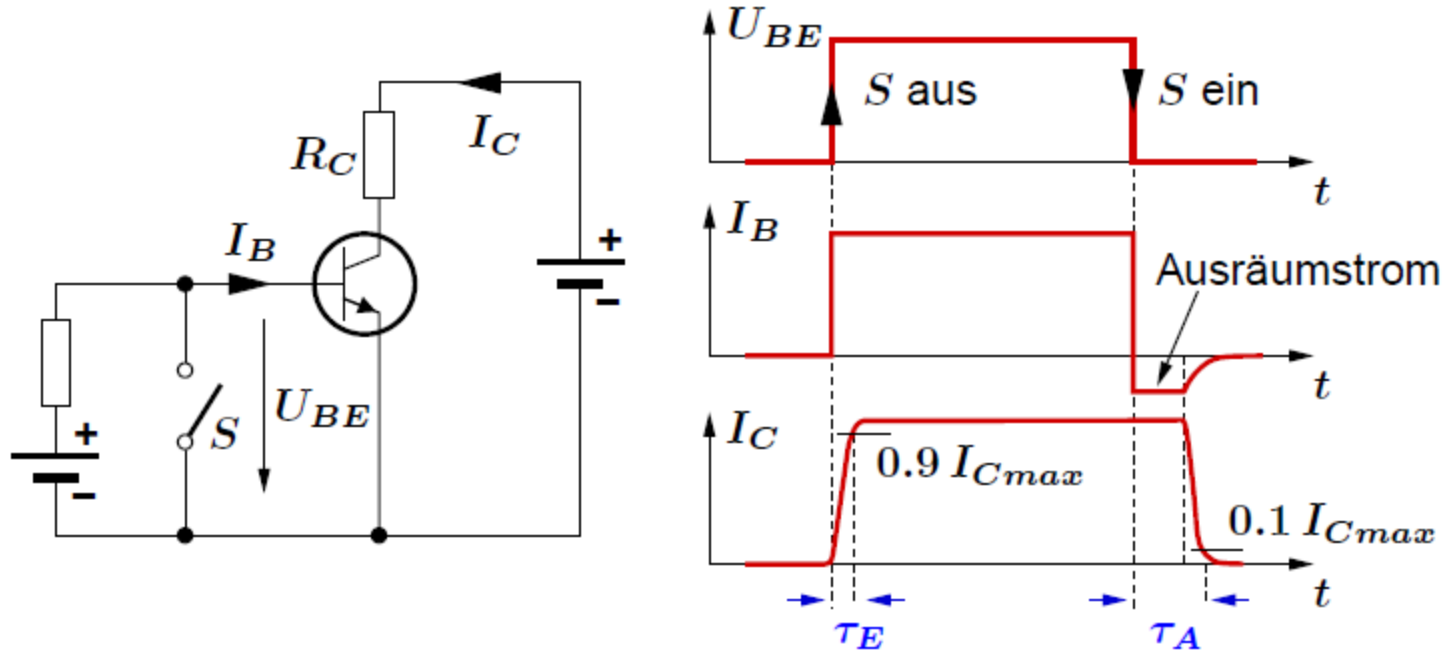 R_C
I_C
I_B
+
−
+
−
S
U_BE
U_BE
S aus
S ein
t
I_B
Ausräumstrom
t
I_C
0.9 I_Cmax
0.1 I_Cmax
t
τ_E
τ_A